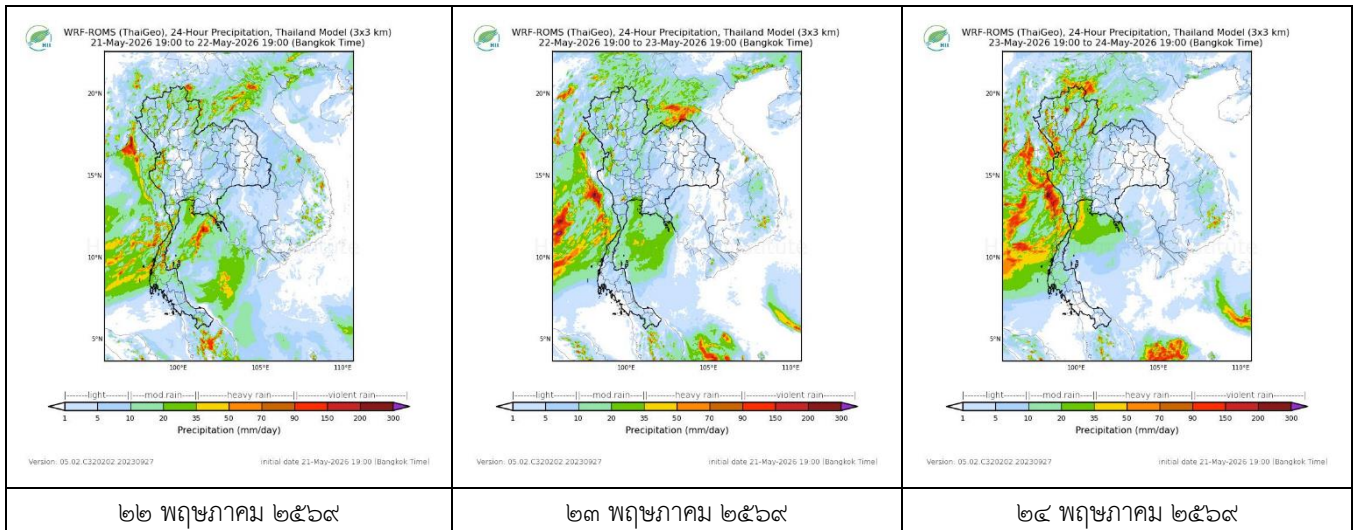 WRF-ROMS (ThaiGeo), 24-Hour Precipitation, Thailand Model (3x3 km)
21-May-2026 19:00 to 22-May-2026 19:00 (Bangkok Time)
20°N
15°N
10°N
5°N
100°E 105°E 110°E
|--------light--------||---mod rain---||------heavy rain------||------violent rain------|
1 5 10 20 35 50 70 90 150 200 300
Precipitation (mm/day)
Version: 05.02.C320202.20230927 initial date 21-May-2026 19:00 (Bangkok Time)
๒๒ พฤษภาคม ๒๕๖๙
WRF-ROMS (ThaiGeo), 24-Hour Precipitation, Thailand Model (3x3 km)
22-May-2026 19:00 to 23-May-2026 19:00 (Bangkok Time)
20°N
15°N
10°N
5°N
100°E 105°E 110°E
|--------light--------||---mod rain---||------heavy rain------||------violent rain------|
1 5 10 20 35 50 70 90 150 200 300
Precipitation (mm/day)
Version: 05.02.C320202.20230927 initial date 21-May-2026 19:00 (Bangkok Time)
๒๓ พฤษภาคม ๒๕๖๙
WRF-ROMS (ThaiGeo), 24-Hour Precipitation, Thailand Model (3x3 km)
23-May-2026 19:00 to 24-May-2026 19:00 (Bangkok Time)
20°N
15°N
10°N
5°N
100°E 105°E 110°E
|--------light--------||---mod rain---||------heavy rain------||------violent rain------|
1 5 10 20 35 50 70 90 150 200 300
Precipitation (mm/day)
Version: 05.02.C320202.20230927 initial date 21-May-2026 19:00 (Bangkok Time)
๒๔ พฤษภาคม ๒๕๖๙